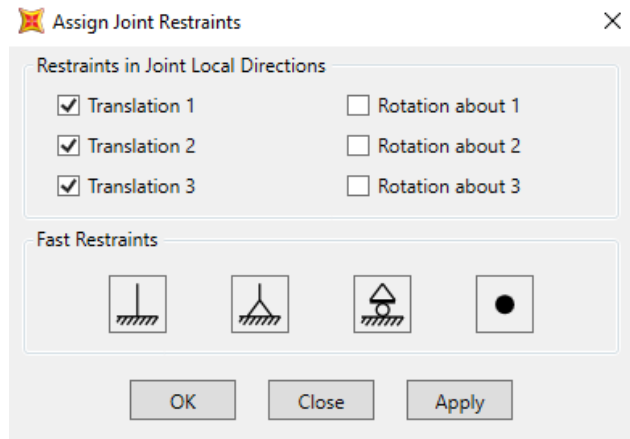 Assign Joint Restraints
Restraints in Joint Local Directions
Translation 1 Rotation about 1
Translation 2 Rotation about 2
Translation 3 Rotation about 3
Fast Restraints
OK Close Apply